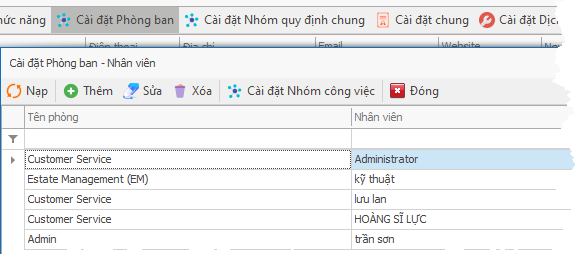 hức năng Cài đặt Phòng ban Cài đặt Nhóm quy định chung Cài đặt chung Cài đặt Dịc
Điện thoại Địa chỉ Email Website
Cài đặt Phòng ban - Nhân viên
Nạp Thêm Sửa Xóa Cài đặt Nhóm công việc Đóng
Tên phòng Nhân viên
Customer Service Administrator
Estate Management (EM) kỹ thuật
Customer Service lưu lan
Customer Service HOÀNG SĨ LỰC
Admin trần sơn